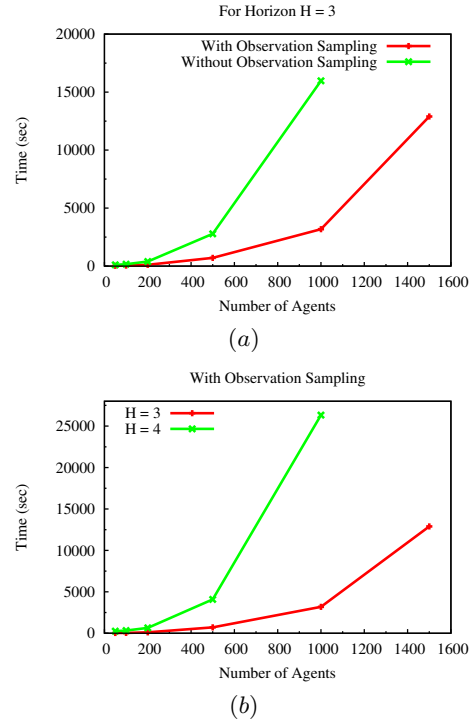 For Horizon H = 3
20000
With Observation Sampling
Without Observation Sampling
15000
Time (sec)
10000
5000
0
0 200 400 600 800 1000 1200 1400 1600
Number of Agents
(a)
With Observation Sampling
H = 3
H = 4
25000
20000
Time (sec)
15000
10000
5000
0
0 200 400 600 800 1000 1200 1400 1600
Number of Agents
(b)